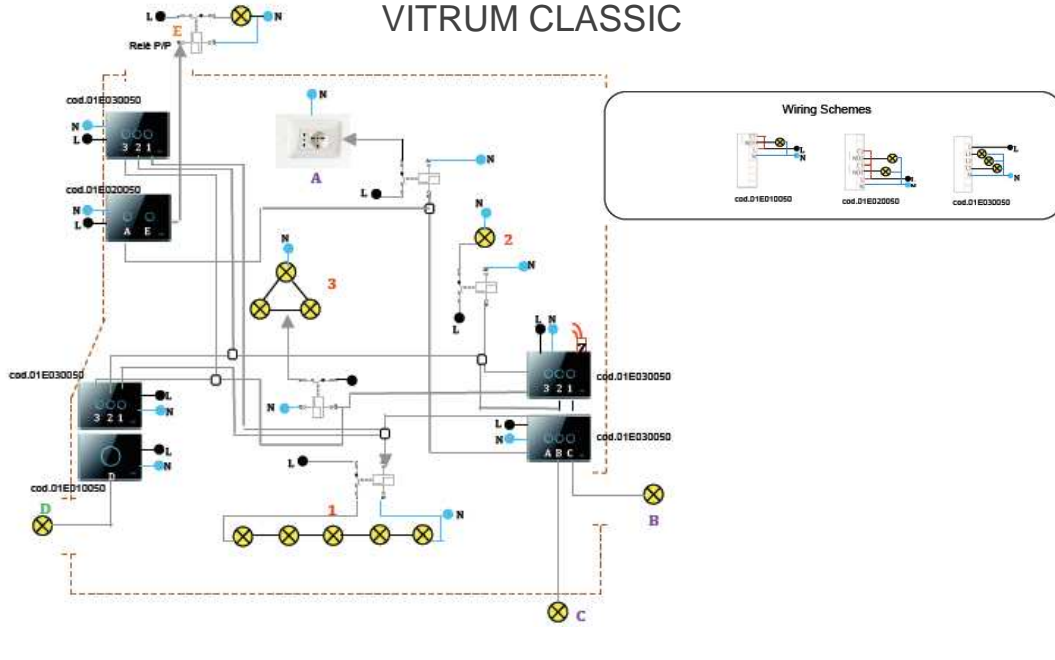 VITRUM CLASSIC
L N
E
Relè P/P
cod.01E030050
N
L
3 2 1
cod.01E020050
N
L
A E
N
A
N
L
N
2
N
L
N
3
L N
cod.01E030050
3 2 1
cod.01E030050
3 2 1
L
N
N
L
N
cod.01E030050
A B C
L
N
D
cod.01E010050
D
L
1
N
B
C
Wiring Schemes
L
N
cod.01E010050
L
N
cod.01E020050
L
N
cod.01E030050